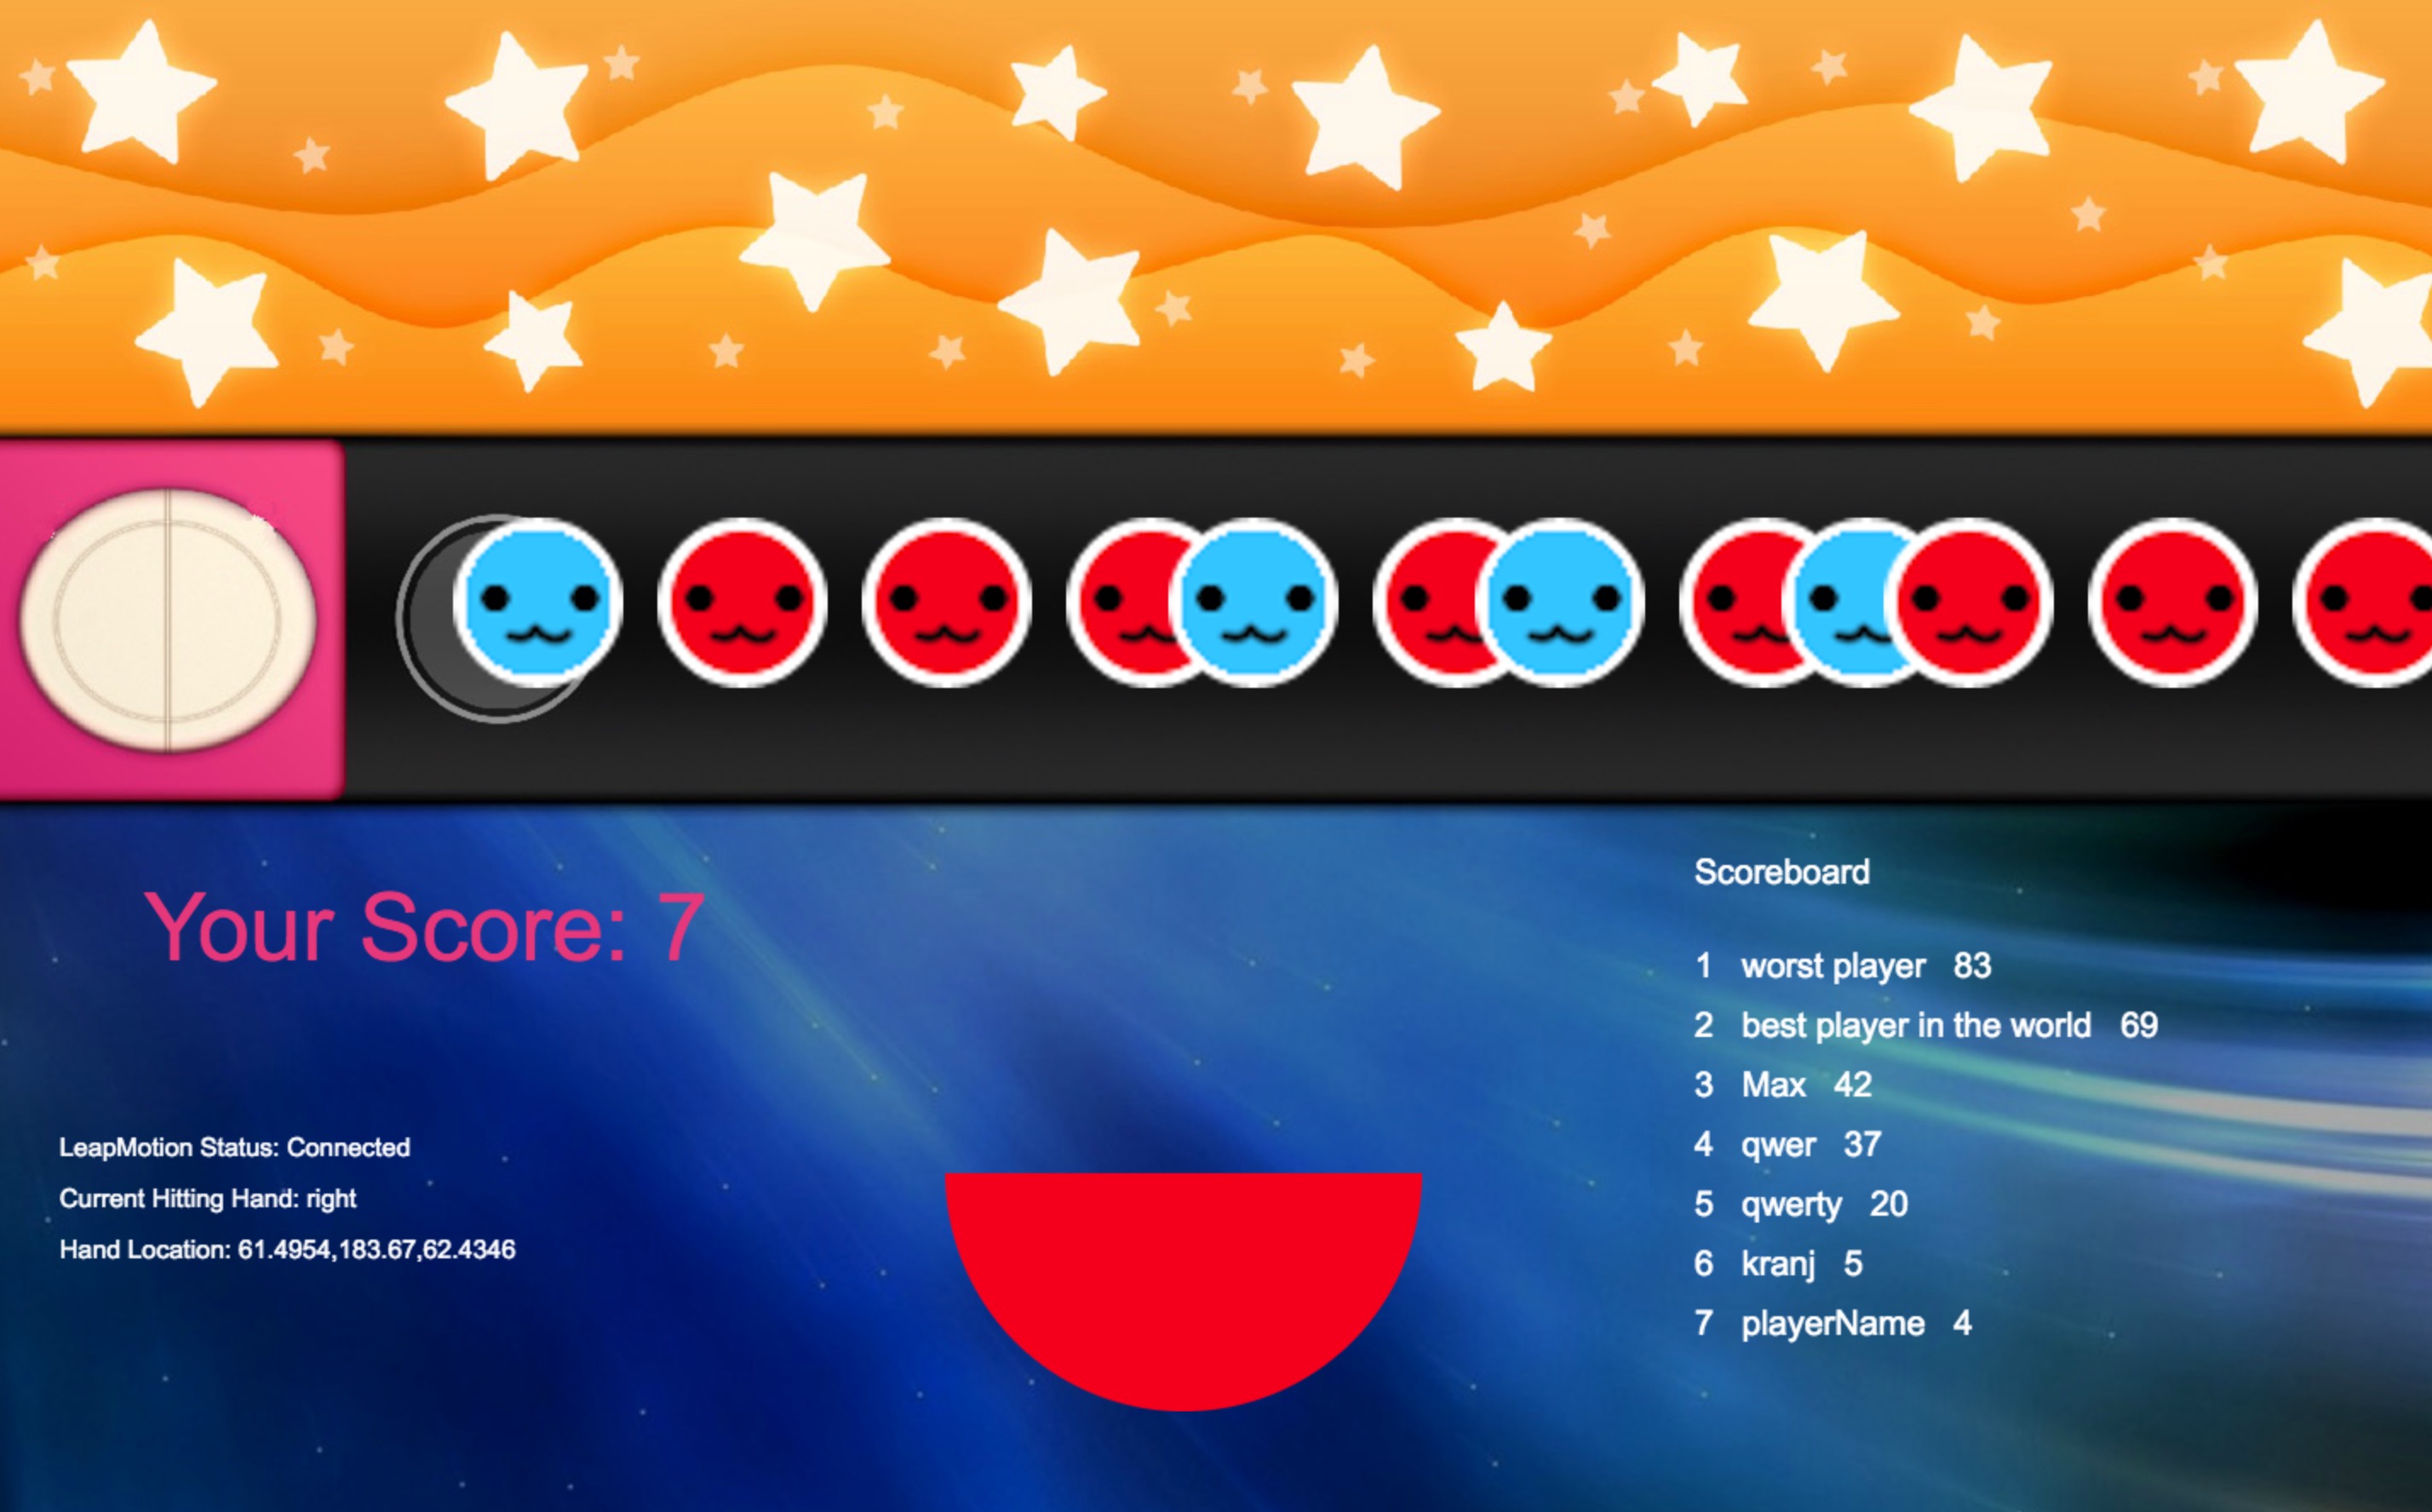 Your Score: 7
LeapMotion Status: Connected
Current Hitting Hand: right
Hand Location: 61.4954,183.67,62.4346
Scoreboard
1 worst player 83
2 best player in the world 69
3 Max 42
4 qwer 37
5 qwerty 20
6 kranj 5
7 playerName 4